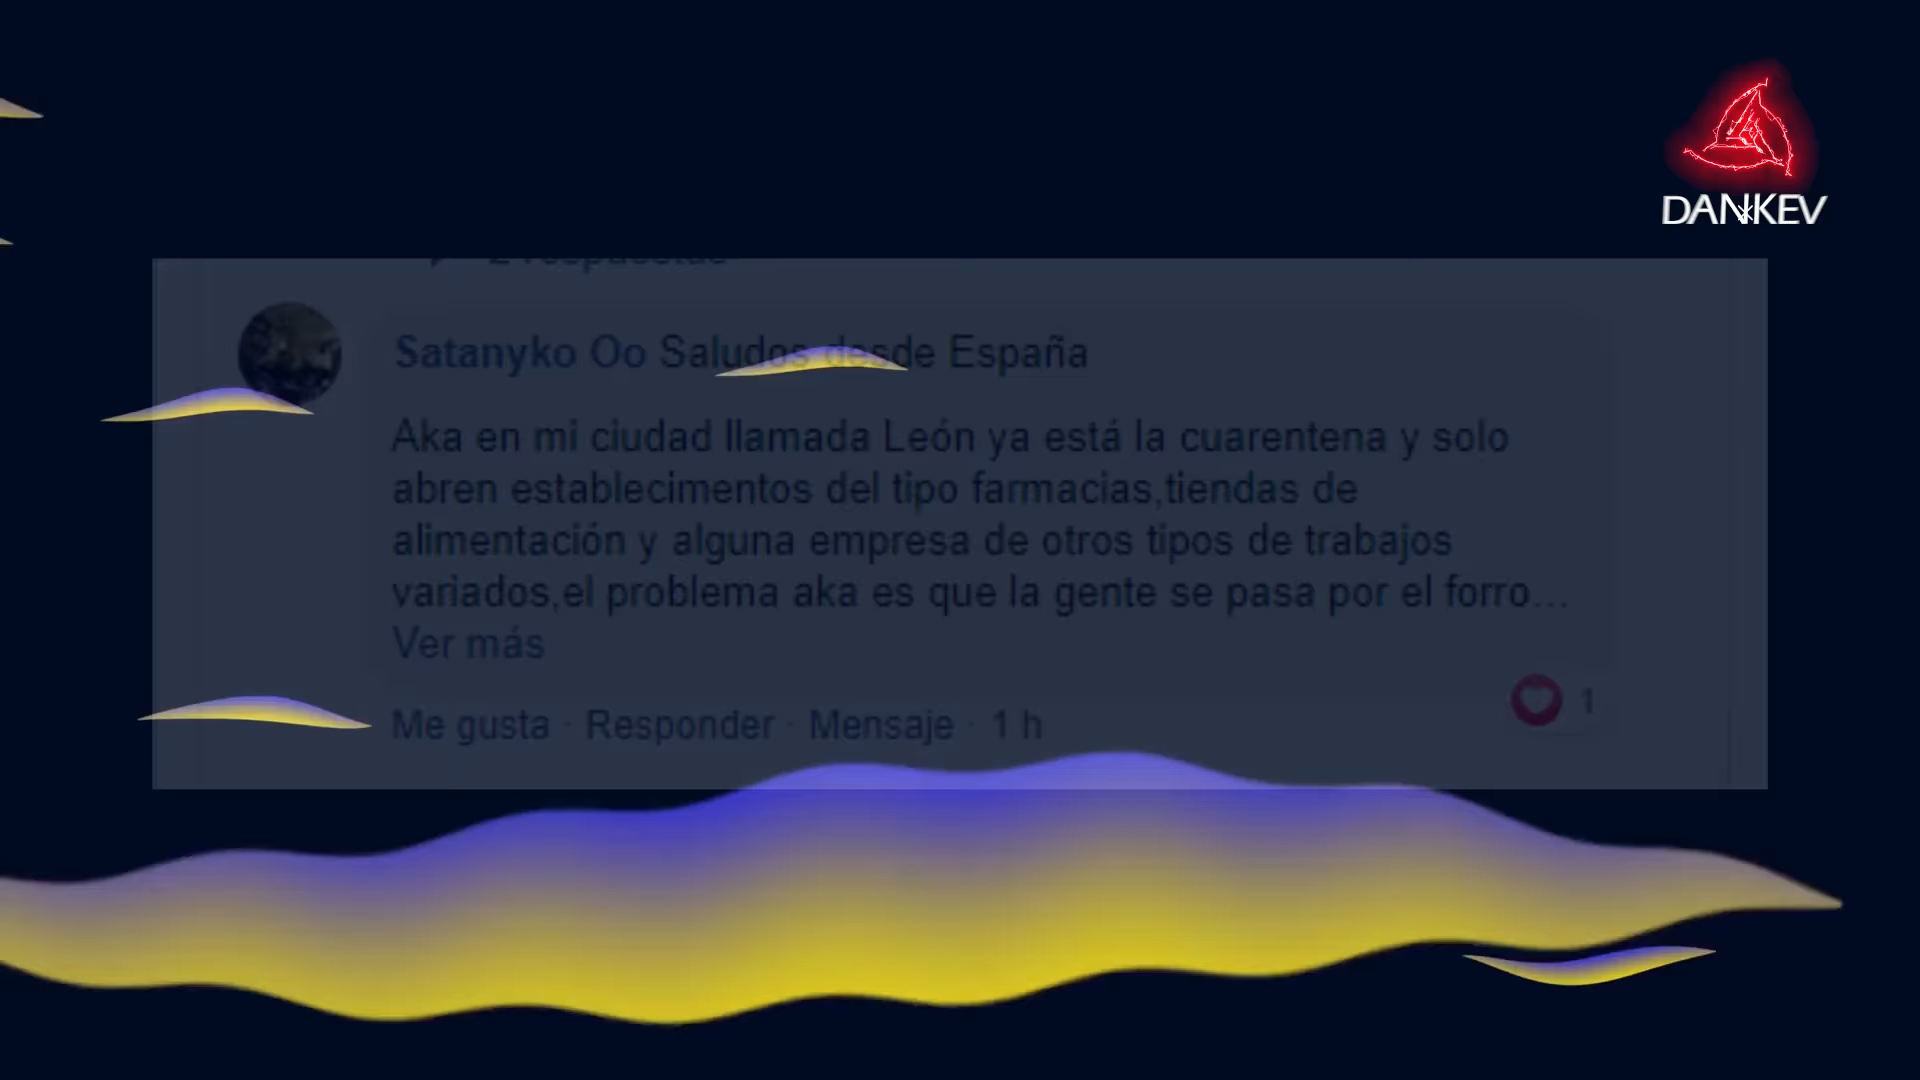 DANKEV
2 respuestas
Satanyko Oo Saludos desde España
Aka en mi ciudad llamada León ya está la cuarentena y solo
abren establecimentos del tipo farmacias,tiendas de
alimentación y alguna empresa de otros tipos de trabajos
variados,el problema aka es que la gente se pasa por el forro...
Ver más
Me gusta · Responder · Mensaje · 1 h
1